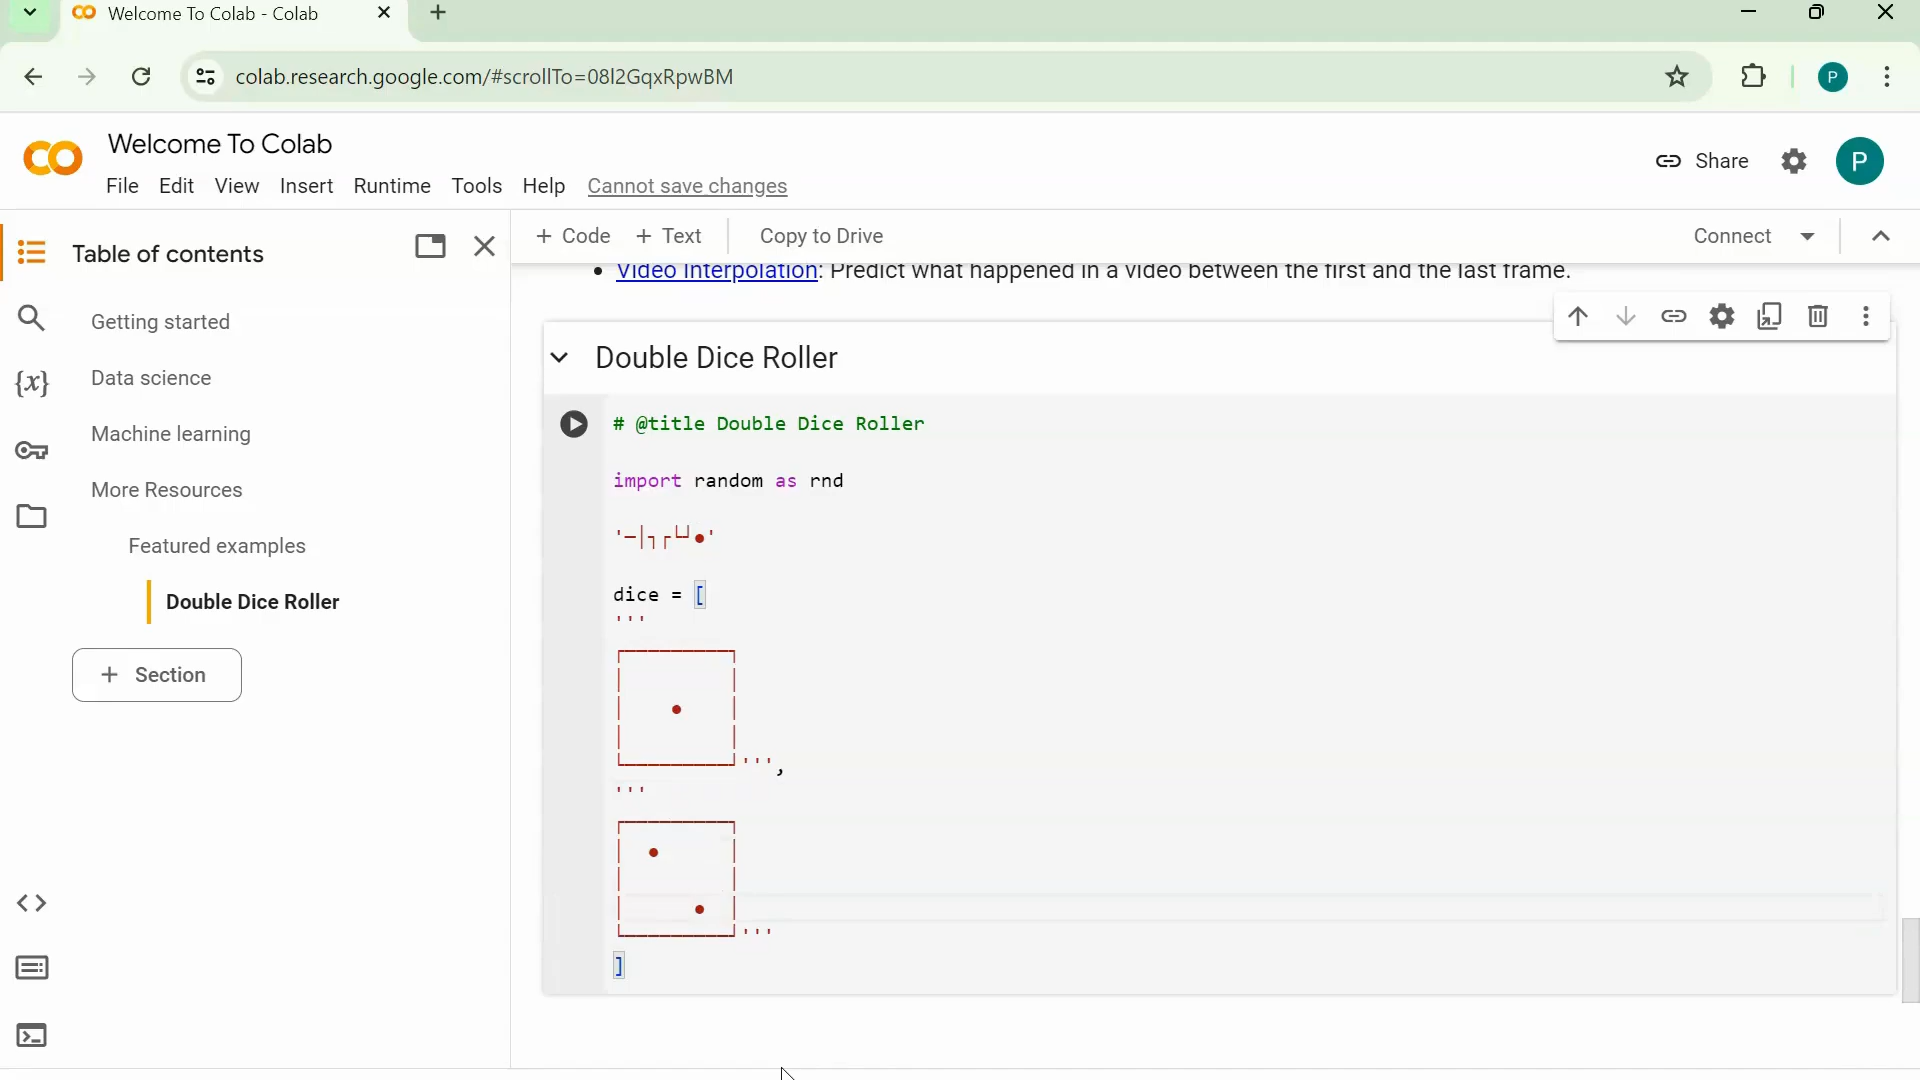 Welcome To Colab - Colab
colab.research.google.com/#scrollTo=08l2GqxRpwBM
P
Welcome To Colab
Share
P
File Edit View Insert Runtime Tools Help Cannot save changes
Table of contents
+ Code + Text Copy to Drive Connect
Video Interpolation: Predict what happened in a video between the first and the last frame.
Getting started
Data science
Machine learning
More Resources
Featured examples
Double Dice Roller
+ Section
{x}
Double Dice Roller
# @title Double Dice Roller
import random as rnd
'─│┐┌└┘●'
dice = [
'''
┌─────────┐
│         │
│    ●    │
│         │
└─────────┘''',
'''
┌─────────┐
│  ●      │
│         │
│      ●  │
└─────────┘'''
]